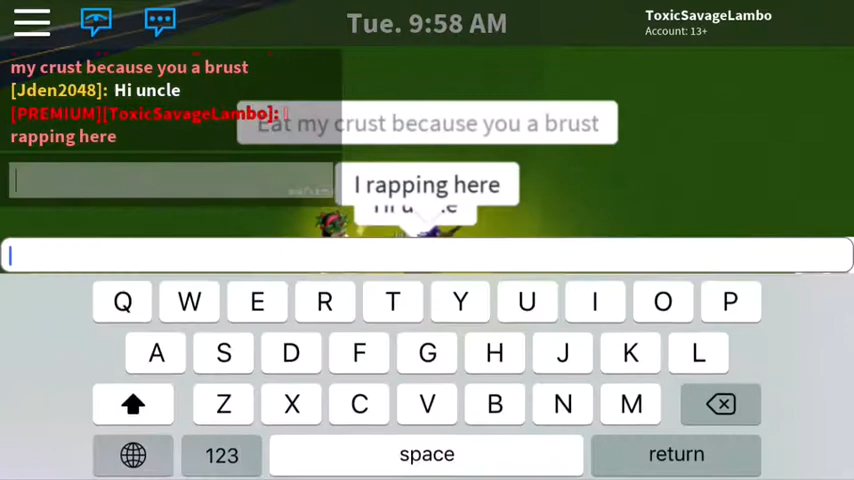 Tue. 9:58 AM
ToxicSavageLambo
Account: 13+
my crust because you a brust
[Jden2048]: Hi uncle
[PREMIUM][ToxicSavageLambo]: I
rapping here
Eat my crust because you a brust
I rapping here
Q W E R T Y U I O P
A S D F G H J K L
Z X C V B N M
123 space return